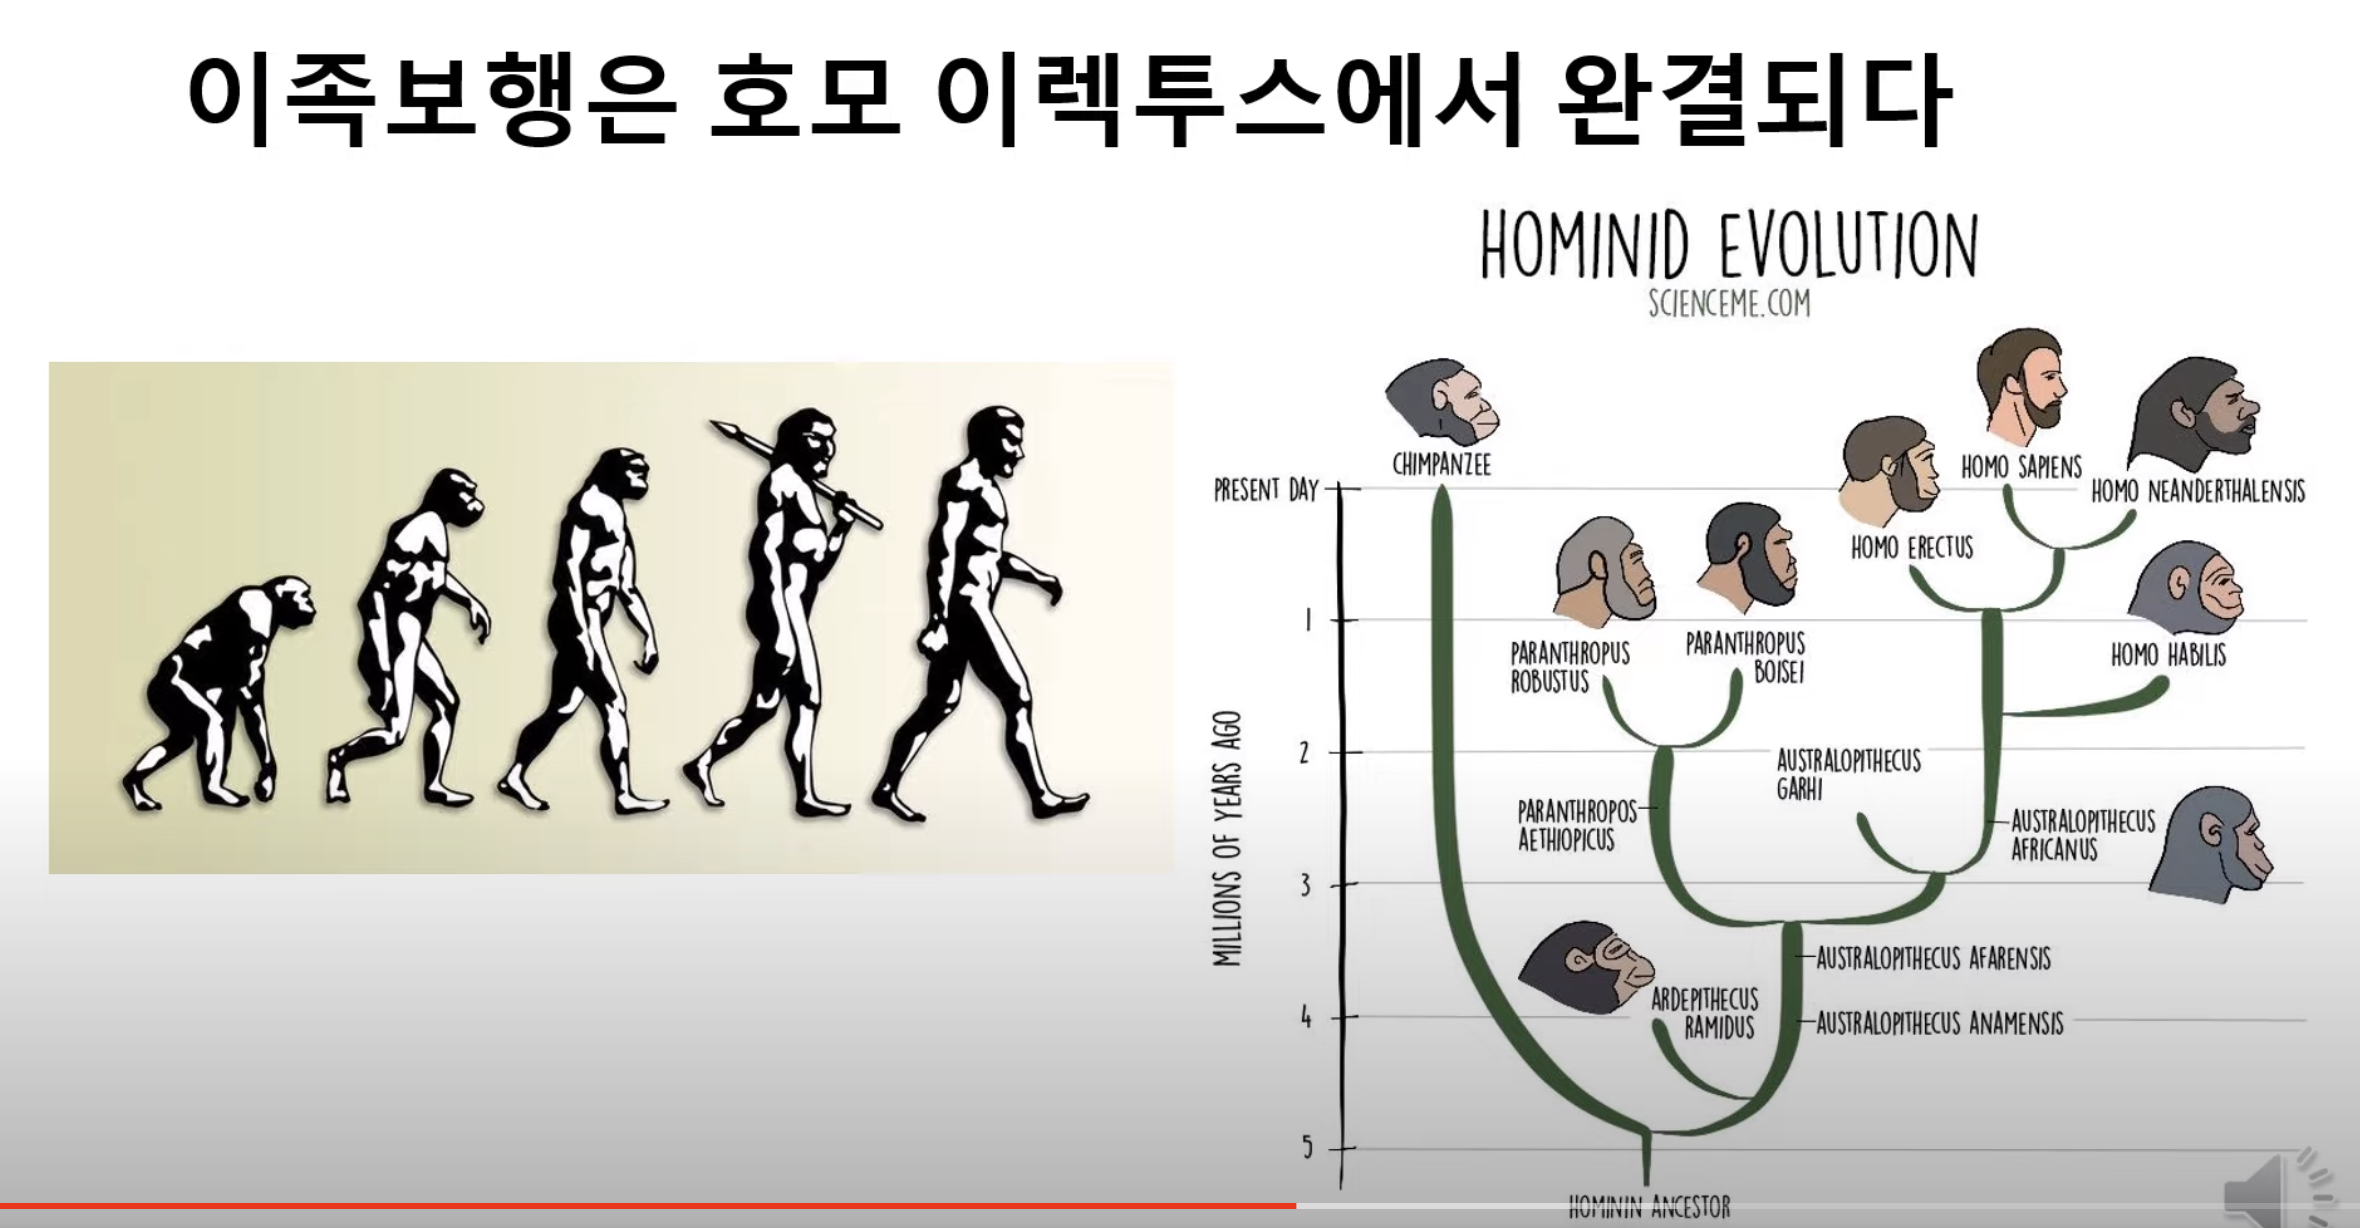 이족보행은 호모 이렉투스에서 완결되다
HOMINID EVOLUTION
SCIENCEME.COM
CHIMPANZEE
HOMO SAPIENS
HOMO NEANDERTHALENSIS
PRESENT DAY
HOMO ERECTUS
1
PARANTHROPUS
ROBUSTUS
PARANTHROPUS
BOISEI
HOMO HABILIS
MILLIONS OF YEARS AGO
2
AUSTRALOPITHECUS
GARHI
PARANTHROPOS
AETHIOPICUS
AUSTRALOPITHECUS
AFRICANUS
3
AUSTRALOPITHECUS AFARENSIS
ARDEPITHECUS
RAMIDUS
4
AUSTRALOPITHECUS ANAMENSIS
5
HOMININ ANCESTOR